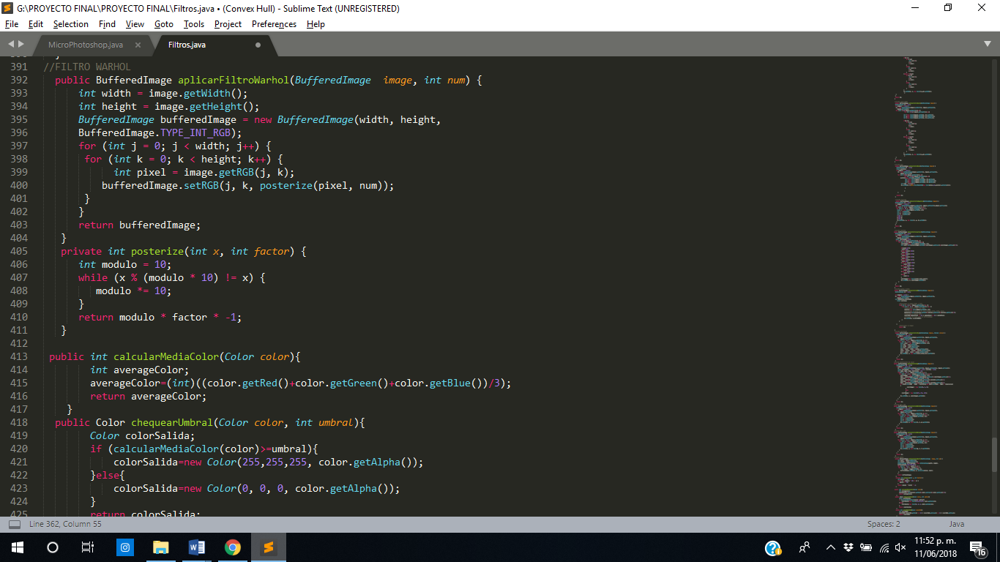 G:\PROYECTO FINAL\PROYECTO FINAL\Filtros.java • (Convex Hull) - Sublime Text (UNREGISTERED)
File Edit Selection Find View Goto Tools Project Preferences Help
MicroPhotoshop.java × Filtros.java
391 //FILTRO WARHOL
392 public BufferedImage aplicarFiltroWarhol(BufferedImage  image, int num) {
393 int width = image.getWidth();
394 int height = image.getHeight();
395 BufferedImage bufferedImage = new BufferedImage(width, height,
396 BufferedImage.TYPE_INT_RGB);
397 for (int j = 0; j < width; j++) {
398 for (int k = 0; k < height; k++) {
399 int pixel = image.getRGB(j, k);
400 bufferedImage.setRGB(j, k, posterize(pixel, num));
401 }
402 }
403 return bufferedImage;
404 }
405 private int posterize(int x, int factor) {
406 int modulo = 10;
407 while (x % (modulo * 10) != x) {
408 modulo *= 10;
409 }
410 return modulo * factor * -1;
411 }
412
413 public int calcularMediaColor(Color color){
414 int averageColor;
415 averageColor=(int)((color.getRed()+color.getGreen()+color.getBlue())/3);
416 return averageColor;
417 }
418 public Color chequearUmbral(Color color, int umbral){
419 Color colorSalida;
420 if (calcularMediaColor(color)>=umbral){
421 colorSalida=new Color(255,255,255, color.getAlpha());
422 }else{
423 colorSalida=new Color(0, 0, 0, color.getAlpha());
424 }
425 return colorSalida;
Line 362, Column 55 Spaces: 2 Java
11:52 p. m.
11/06/2018
16